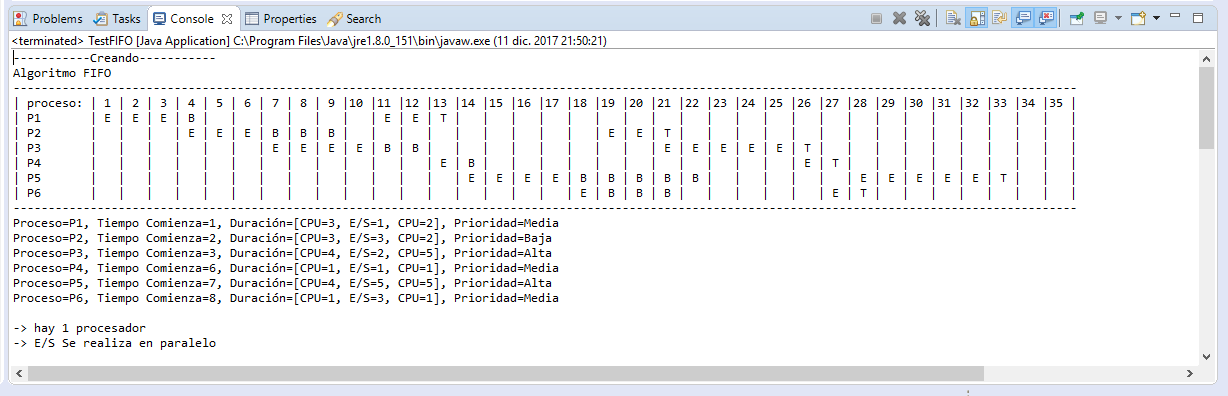 Problems Tasks Console Properties Search
<terminated> TestFIFO [Java Application] C:\Program Files\Java\jre1.8.0_151\bin\javaw.exe (11 dic. 2017 21:50:21)
-----------Creando-----------
Algoritmo FIFO
--------------------------------------------------------------------------------------------------------------------------------------------------------
| proceso: | 1 | 2 | 3 | 4 | 5 | 6 | 7 | 8 | 9 |10 |11 |12 |13 |14 |15 |16 |17 |18 |19 |20 |21 |22 |23 |24 |25 |26 |27 |28 |29 |30 |31 |32 |33 |34 |35 |
| P1       | E | E | E | B |   |   |   |   |   |   | E | E | T |   |   |   |   |   |   |   |   |   |   |   |   |   |   |   |   |   |   |   |   |   |   |
| P2       |   |   |   | E | E | E | B | B | B |   |   |   |   |   |   |   |   |   | E | E | T |   |   |   |   |   |   |   |   |   |   |   |   |   |   |
| P3       |   |   |   |   |   |   | E | E | E | E | B | B |   |   |   |   |   |   |   |   | E | E | E | E | E | T |   |   |   |   |   |   |   |   |   |
| P4       |   |   |   |   |   |   |   |   |   |   |   |   | E | B |   |   |   |   |   |   |   |   |   |   |   | E | T |   |   |   |   |   |   |   |   |
| P5       |   |   |   |   |   |   |   |   |   |   |   |   |   | E | E | E | E | B | B | B | B | B |   |   |   |   |   | E | E | E | E | E | T |   |   |
| P6       |   |   |   |   |   |   |   |   |   |   |   |   |   |   |   |   |   | E | B | B | B |   |   |   |   |   | E | T |   |   |   |   |   |   |   |
--------------------------------------------------------------------------------------------------------------------------------------------------------
Proceso=P1, Tiempo Comienza=1, Duración=[CPU=3, E/S=1, CPU=2], Prioridad=Media
Proceso=P2, Tiempo Comienza=2, Duración=[CPU=3, E/S=3, CPU=2], Prioridad=Baja
Proceso=P3, Tiempo Comienza=3, Duración=[CPU=4, E/S=2, CPU=5], Prioridad=Alta
Proceso=P4, Tiempo Comienza=6, Duración=[CPU=1, E/S=1, CPU=1], Prioridad=Media
Proceso=P5, Tiempo Comienza=7, Duración=[CPU=4, E/S=5, CPU=5], Prioridad=Alta
Proceso=P6, Tiempo Comienza=8, Duración=[CPU=1, E/S=3, CPU=1], Prioridad=Media
-> hay 1 procesador
-> E/S Se realiza en paralelo